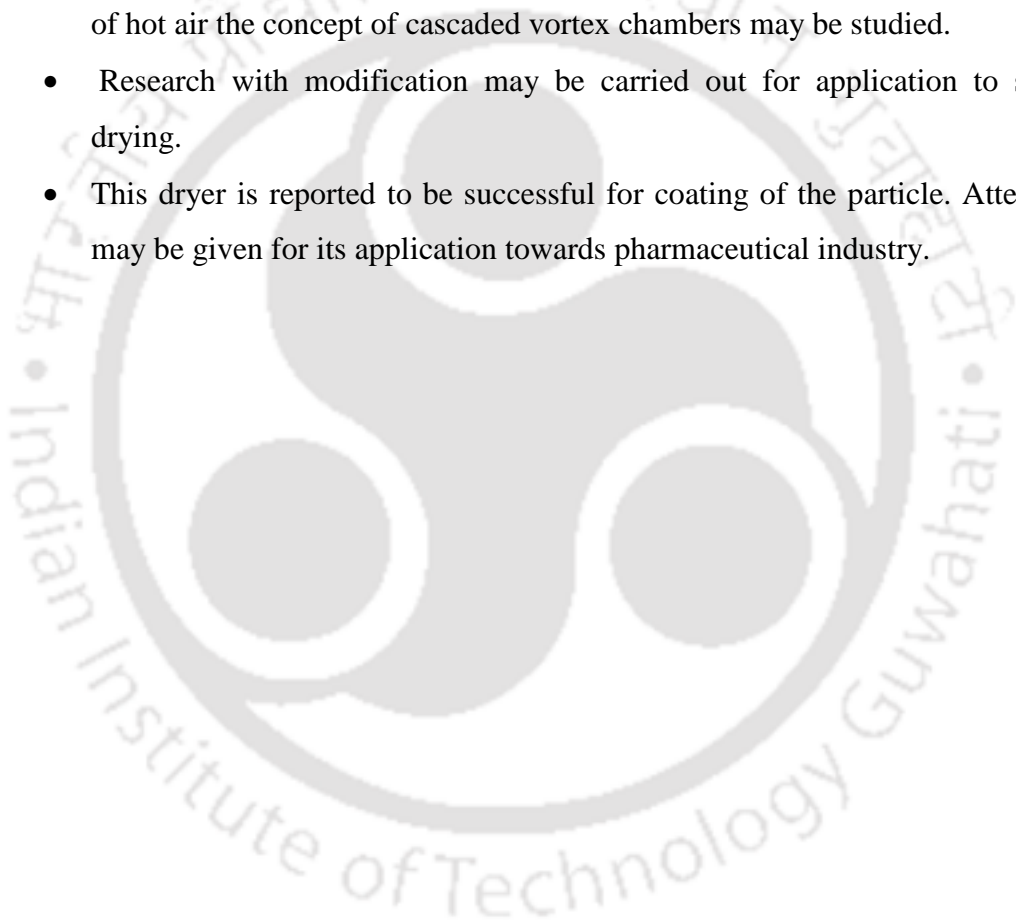 of hot air the concept of cascaded vortex chambers may be studied.
• Research with modification may be carried out for application to
drying.
• This dryer is reported to be successful for coating of the particle.
may be given for its application towards pharmaceutical industry.
Indian Institute of Technology Guwahati